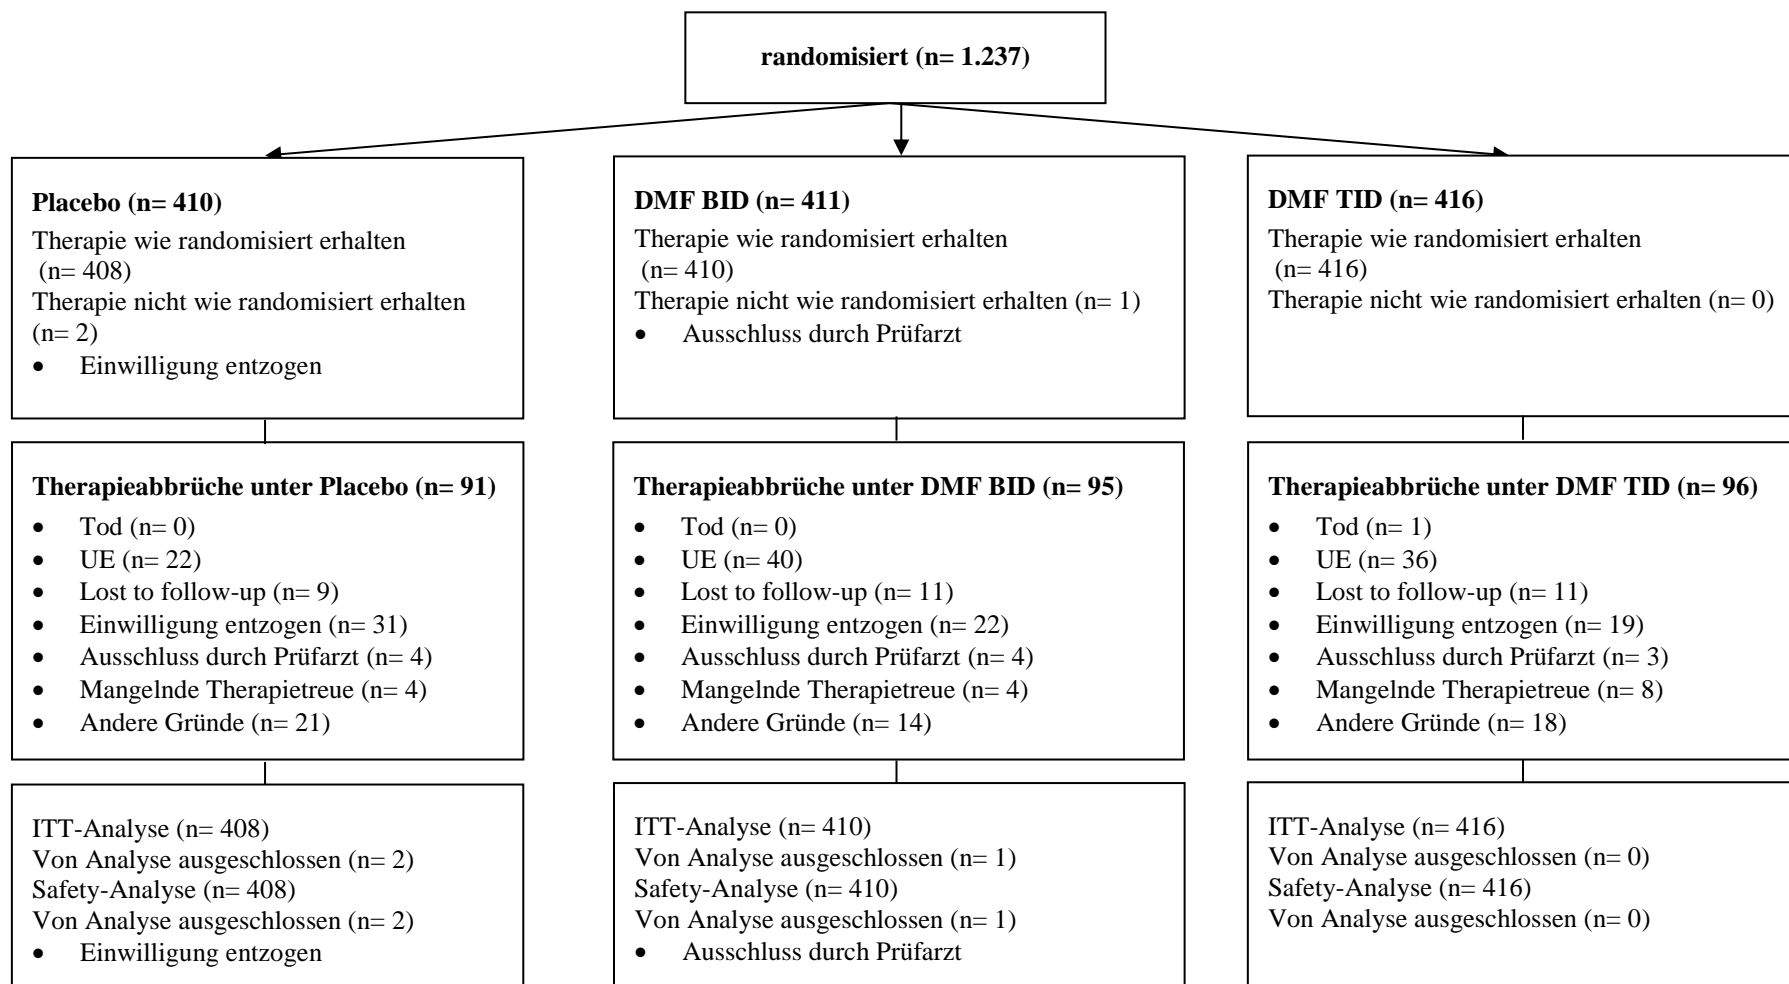 randomisiert (n= 1.237)
Placebo (n= 410)
Therapie wie randomisiert erhalten
(n= 408)
Therapie nicht wie randomisiert erhalten
(n= 2)
• Einwilligung entzogen
DMF BID (n= 411)
Therapie wie randomisiert erhalten
(n= 410)
Therapie nicht wie randomisiert erhalten (n= 1)
• Ausschluss durch Prüfarzt
DMF TID (n= 416)
Therapie wie randomisiert erhalten
(n= 416)
Therapie nicht wie randomisiert erhalten (n= 0)
Therapieabbrüche unter Placebo (n= 91)
• Tod (n= 0)
• UE (n= 22)
• Lost to follow-up (n= 9)
• Einwilligung entzogen (n= 31)
• Ausschluss durch Prüfarzt (n= 4)
• Mangelnde Therapietreue (n= 4)
• Andere Gründe (n= 21)
Therapieabbrüche unter DMF BID (n= 95)
• Tod (n= 0)
• UE (n= 40)
• Lost to follow-up (n= 11)
• Einwilligung entzogen (n= 22)
• Ausschluss durch Prüfarzt (n= 4)
• Mangelnde Therapietreue (n= 4)
• Andere Gründe (n= 14)
Therapieabbrüche unter DMF TID (n= 96)
• Tod (n= 1)
• UE (n= 36)
• Lost to follow-up (n= 11)
• Einwilligung entzogen (n= 19)
• Ausschluss durch Prüfarzt (n= 3)
• Mangelnde Therapietreue (n= 8)
• Andere Gründe (n= 18)
ITT-Analyse (n= 408)
Von Analyse ausgeschlossen (n= 2)
Safety-Analyse (n= 408)
Von Analyse ausgeschlossen (n= 2)
• Einwilligung entzogen
ITT-Analyse (n= 410)
Von Analyse ausgeschlossen (n= 1)
Safety-Analyse (n= 410)
Von Analyse ausgeschlossen (n= 1)
• Ausschluss durch Prüfarzt
ITT-Analyse (n= 416)
Von Analyse ausgeschlossen (n= 0)
Safety-Analyse (n= 416)
Von Analyse ausgeschlossen (n= 0)